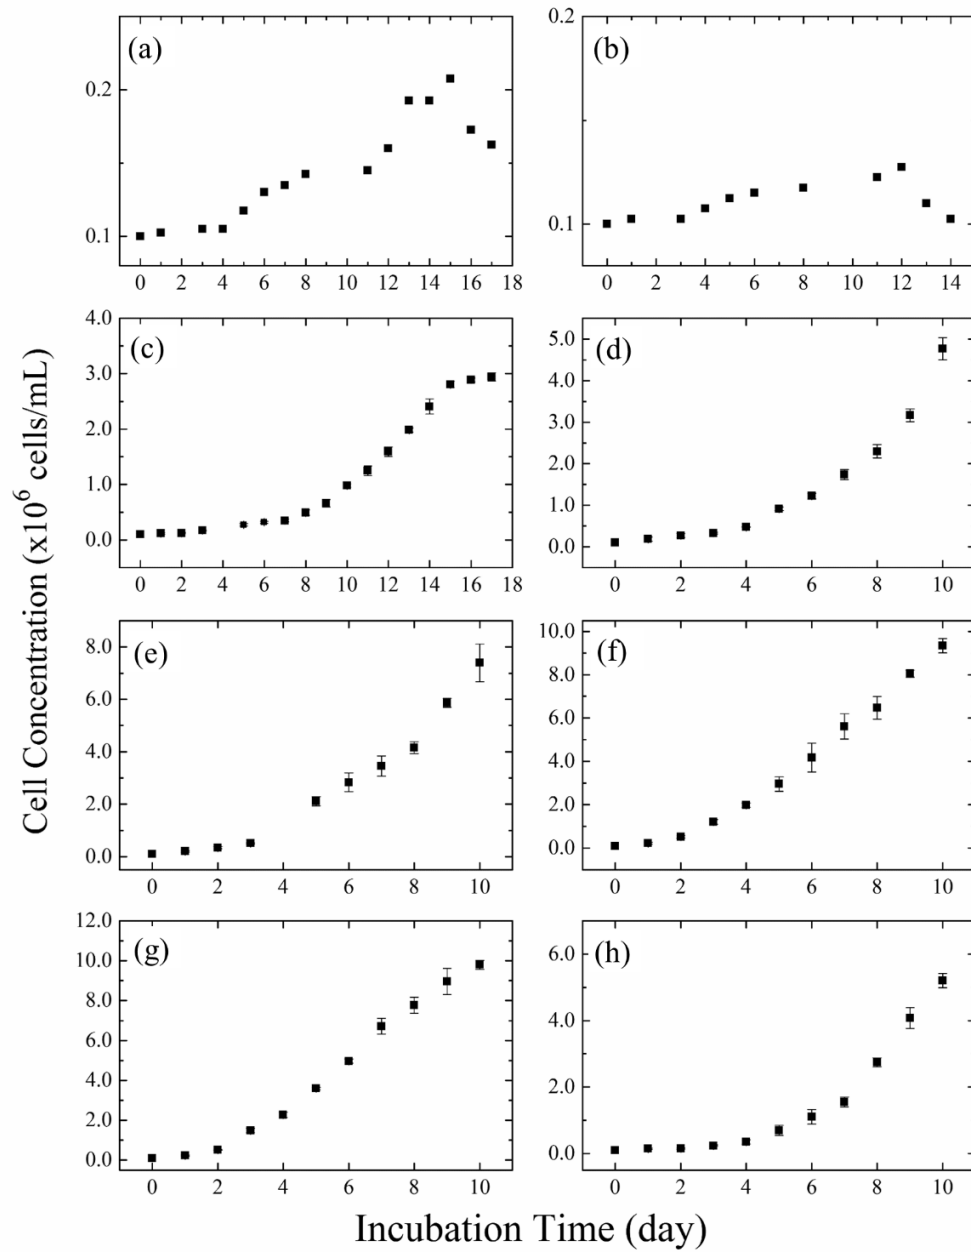 (a)
0.2
0.1
0 2 4 6 8 10 12 14 16 18
(b)
0.2
0.1
0 2 4 6 8 10 12 14
(c)
4.0
3.0
2.0
1.0
0.0
0 2 4 6 8 10 12 14 16 18
(d)
5.0
4.0
3.0
2.0
1.0
0.0
0 2 4 6 8 10
(e)
8.0
6.0
4.0
2.0
0.0
0 2 4 6 8 10
(f)
10.0
8.0
6.0
4.0
2.0
0.0
0 2 4 6 8 10
(g)
12.0
10.0
8.0
6.0
4.0
2.0
0.0
0 2 4 6 8 10
(h)
6.0
4.0
2.0
0.0
0 2 4 6 8 10
Cell Concentration (x10⁶ cells/mL)
Incubation Time (day)